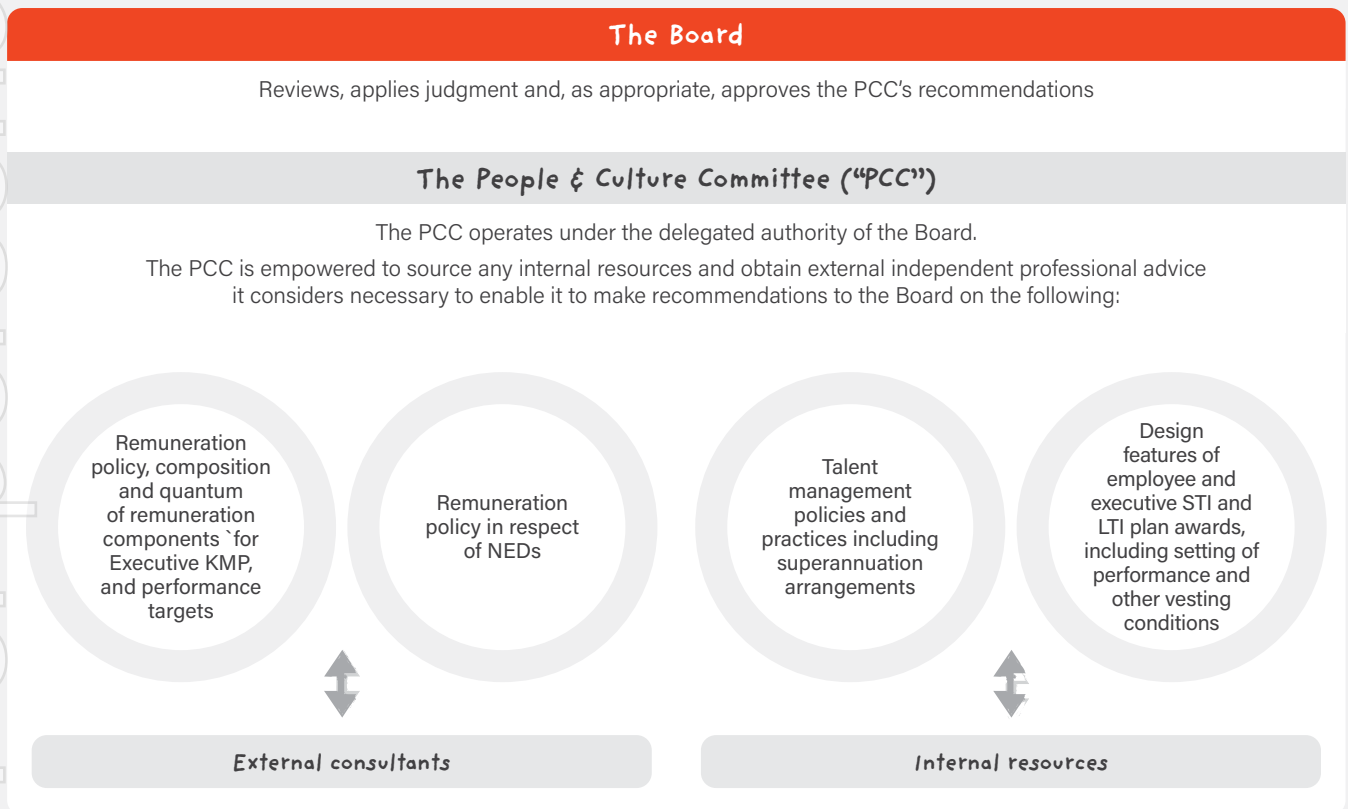 The Board
Reviews, applies judgment and, as appropriate, approves the PCC's recommendations
The People & Culture Committee (“PCC”)
The PCC operates under the delegated authority of the Board.
The PCC is empowered to source any internal resources and obtain external independent professional advice
it considers necessary to enable it to make recommendations to the Board on the following:
Remuneration
policy, composition
and quantum
of remuneration
components `for
Executive KMP,
and performance
targets
Remuneration
policy in respect
of NEDs
Talent
management
policies and
practices including
superannuation
arrangements
Design
features of
employee and
executive STI and
LTI plan awards,
including setting of
performance and
other vesting
conditions
External consultants
Internal resources